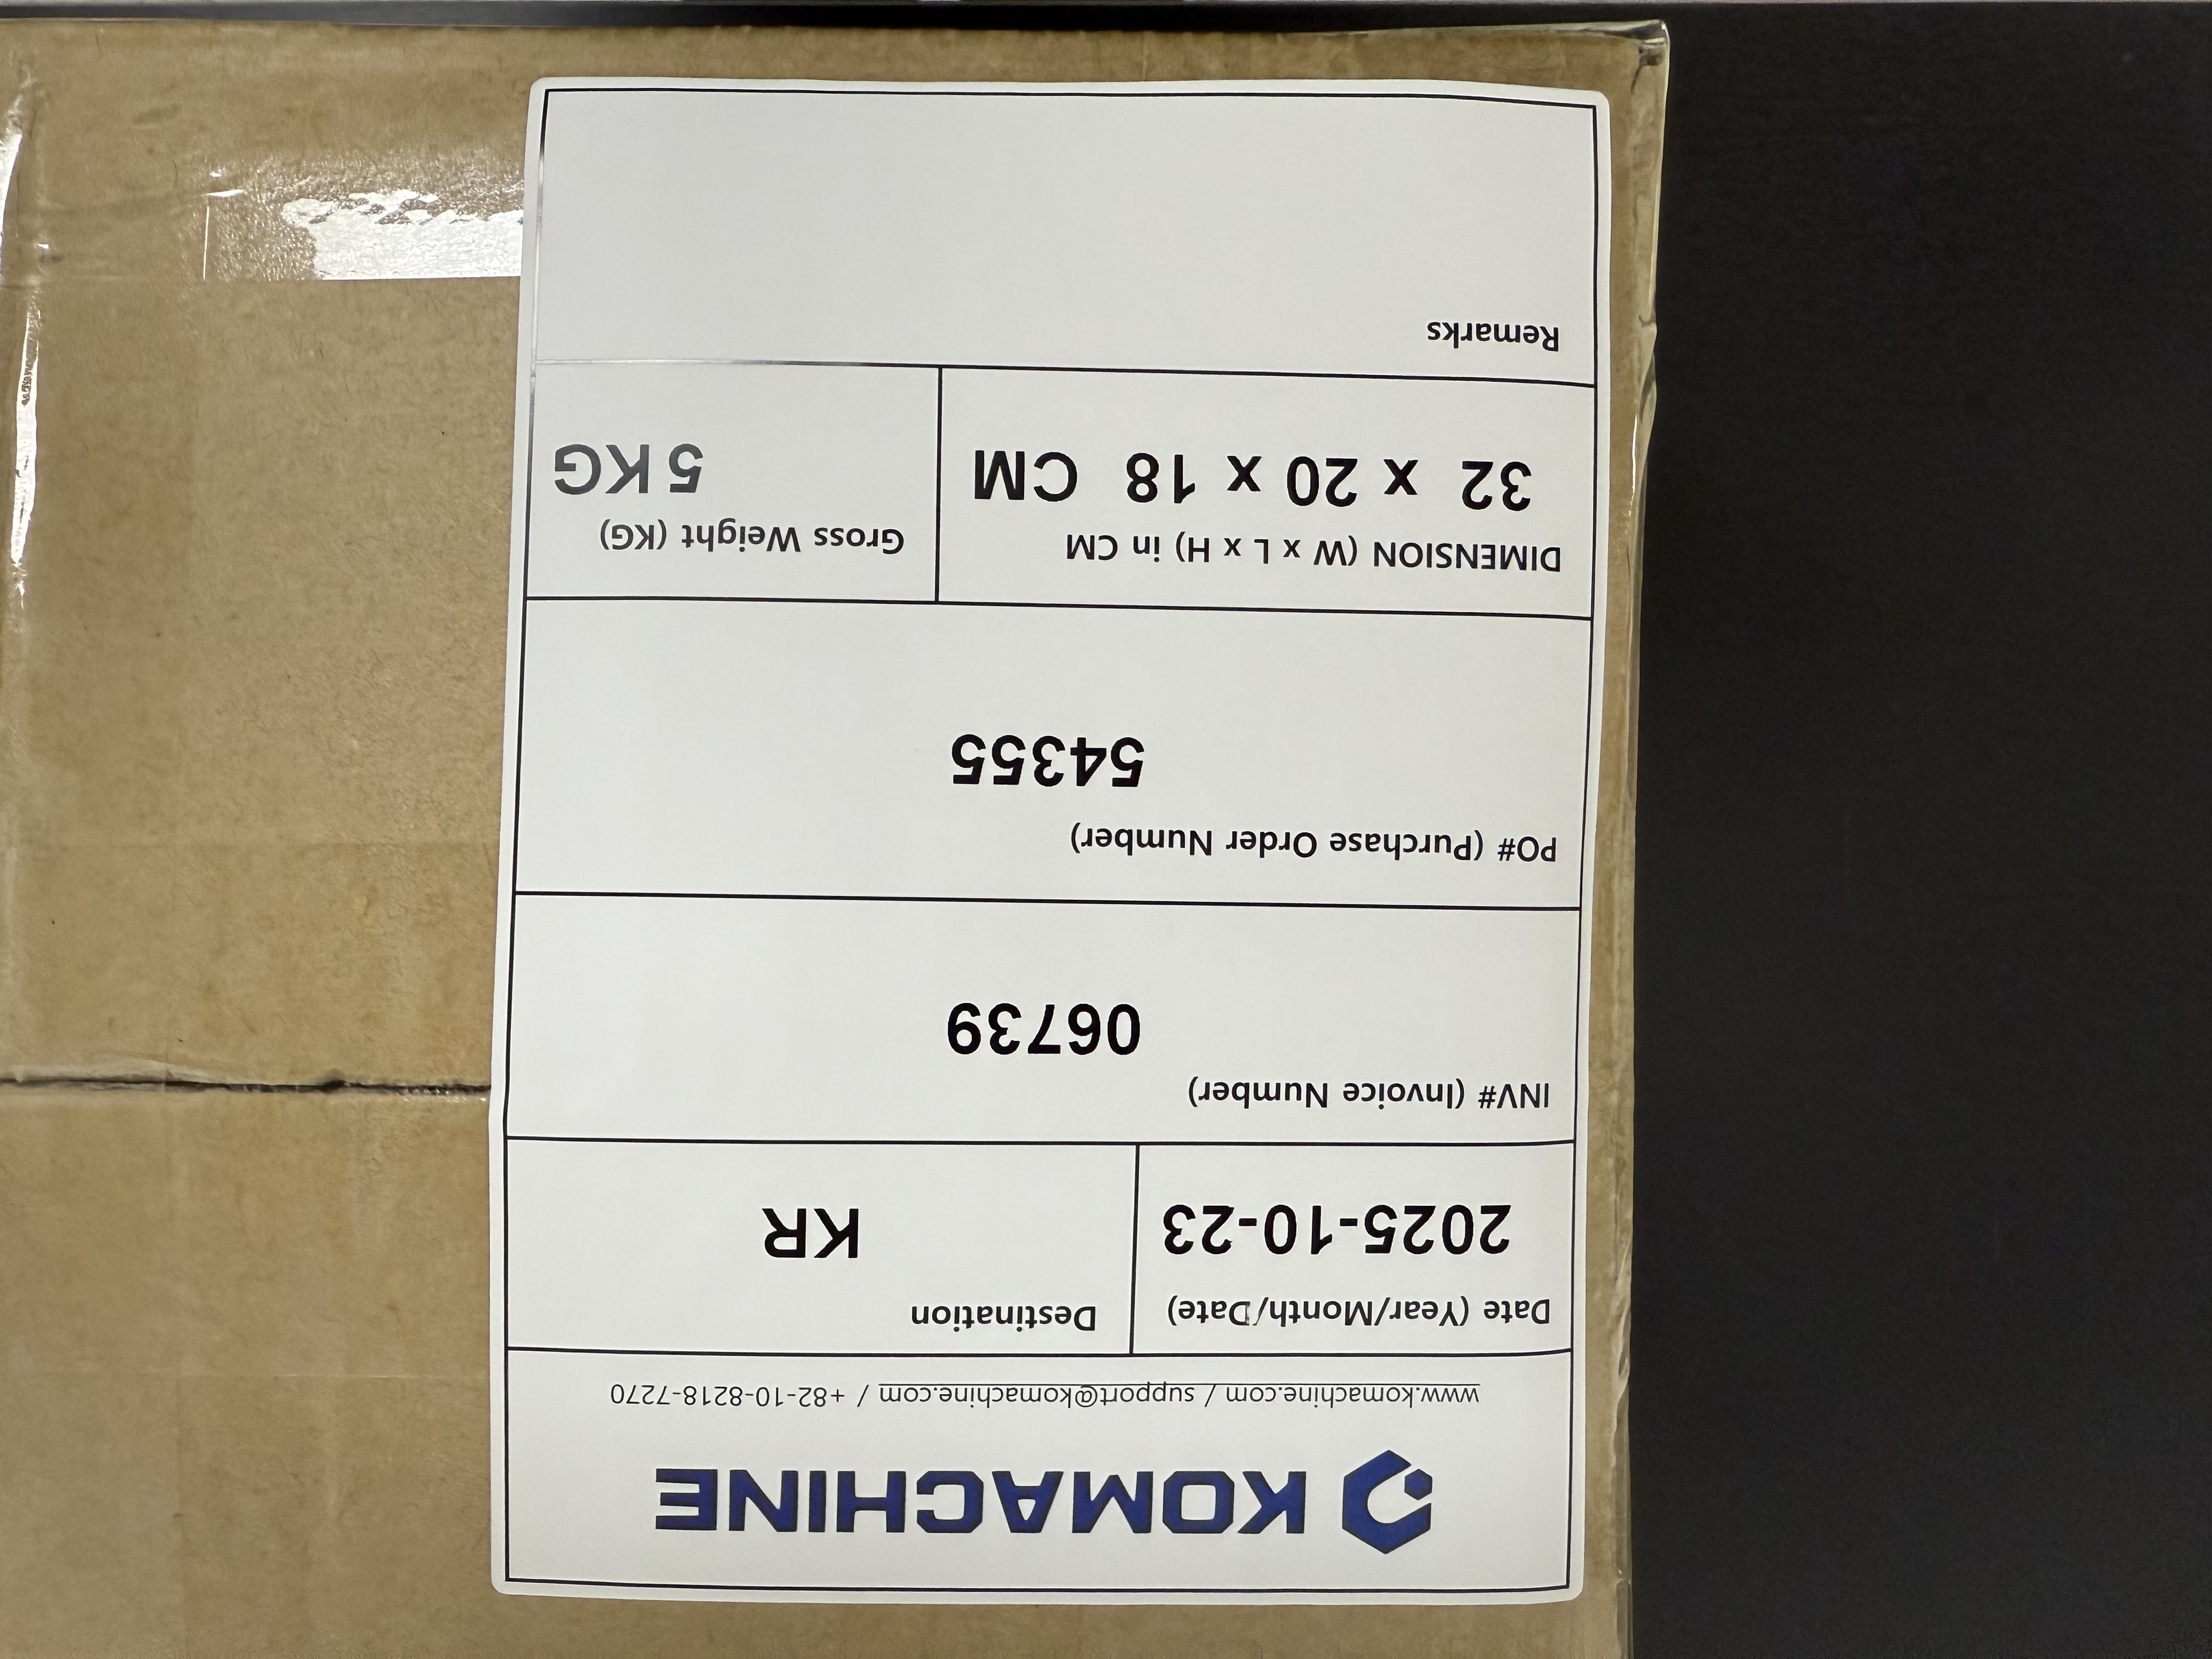 KOMACHINE
www.komachine.com / support@komachine.com / +82-10-8218-7270
Date (Year/Month/Date)
2025-10-23
Destination
KR
INV# (Invoice Number)
06739
PO# (Purchase Order Number)
54355
DIMENSION (W x L x H) in CM
32 x 20 x 18 CM
Gross Weight (KG)
5 KG
Remarks